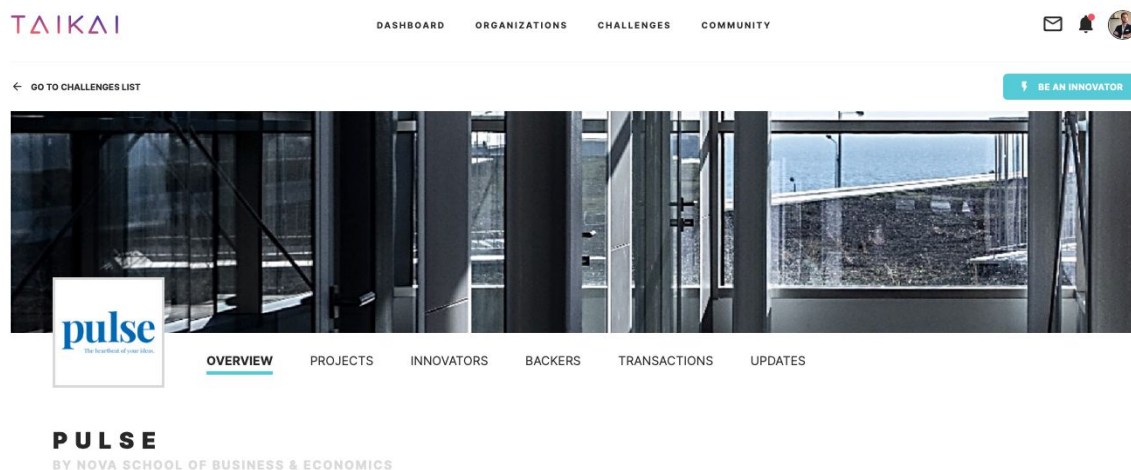 TAIKAI
DASHBOARD ORGANIZATIONS CHALLENGES COMMUNITY
GO TO CHALLENGES LIST
BE AN INNOVATOR
pulse
The heartbeat of your ideas.
OVERVIEW PROJECTS INNOVATORS BACKERS TRANSACTIONS UPDATES
PULSE
BY NOVA SCHOOL OF BUSINESS & ECONOMICS